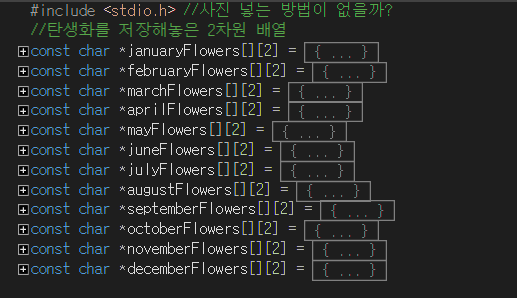 #include <stdio.h> //사진 넣는 방법이 없을까?
//탄생화를 저장해놓은 2차원 배열
const char *januaryFlowers[][2] = { ... }
const char *februaryFlowers[][2] = { ... }
const char *marchFlowers[][2] = { ... }
const char *aprilFlowers[][2] = { ... }
const char *mayFlowers[][2] = { ... }
const char *juneFlowers[][2] = { ... }
const char *julyFlowers[][2] = { ... }
const char *augustFlowers[][2] = { ... }
const char *septemberFlowers[][2] = { ... }
const char *octoberFlowers[][2] = { ... }
const char *novemberFlowers[][2] = { ... }
const char *decemberFlowers[][2] = { ... }